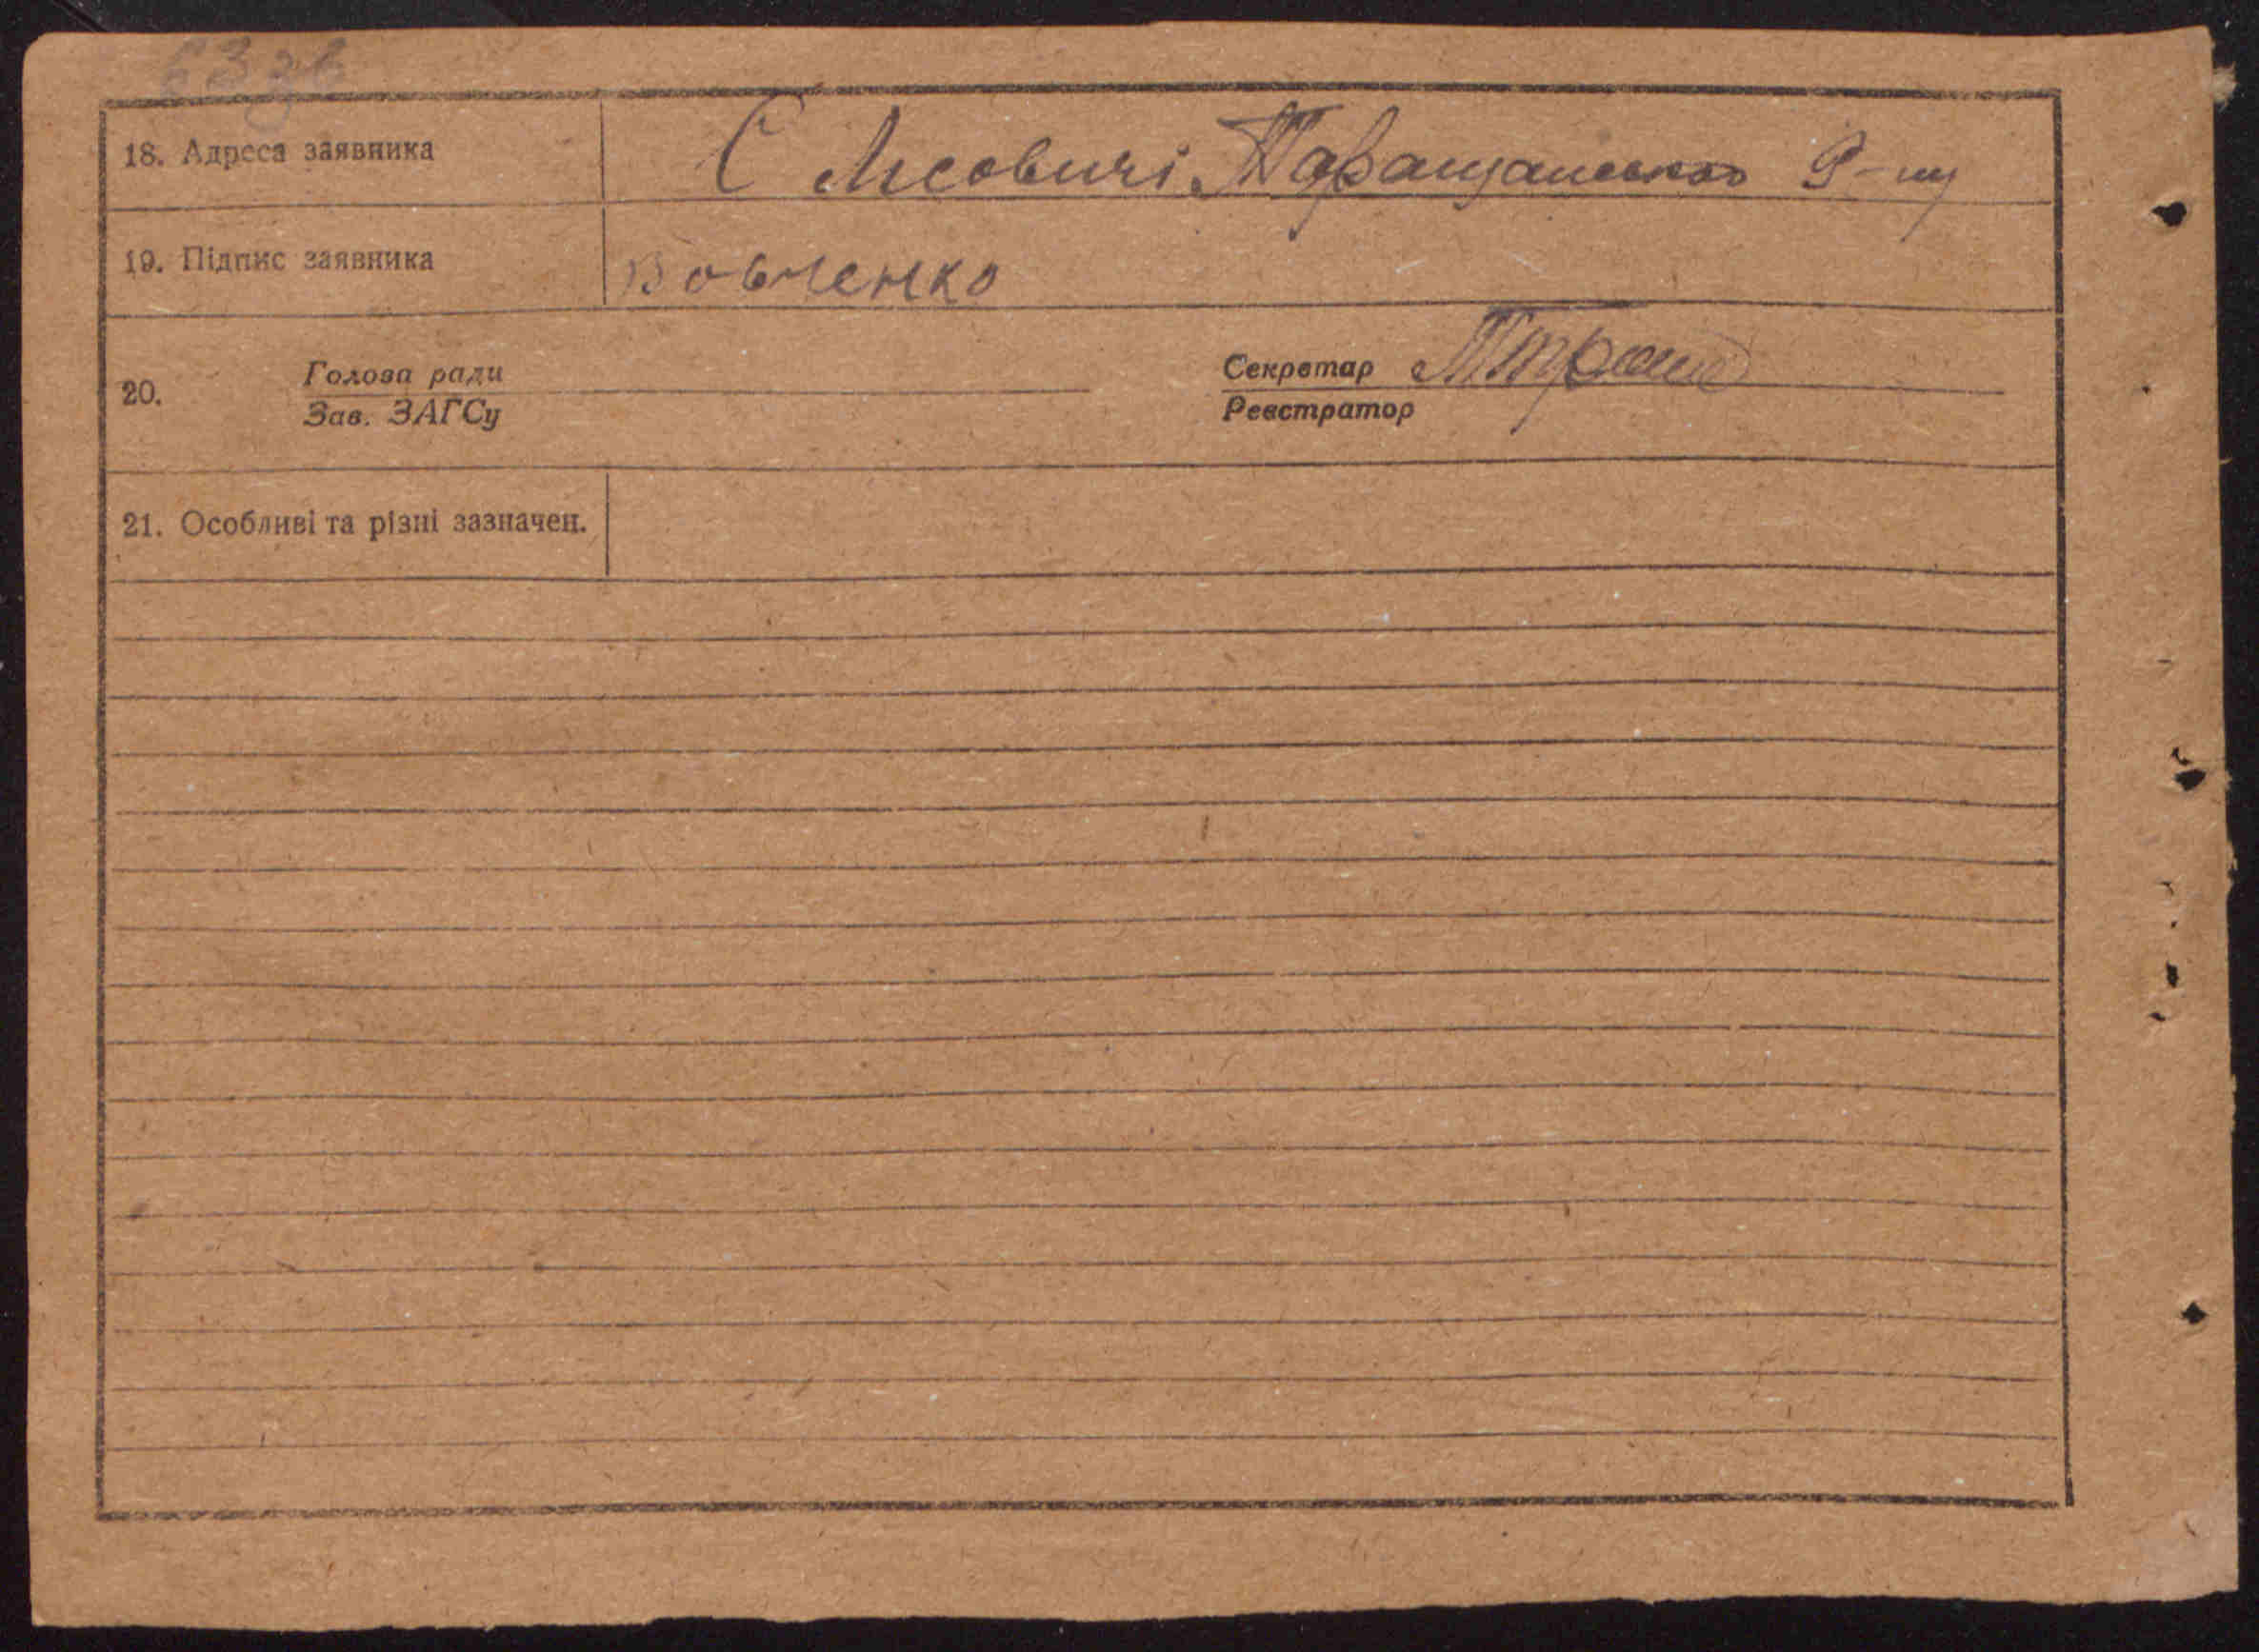 18. Адреса заявника
С Лісовичі Таращанського Р-ну
19. Підпис заявника
Вовченко
20.
Голова ради
Зав. ЗАГСу
Секретар
Реєстратор
21. Особливі та різні зазначен.